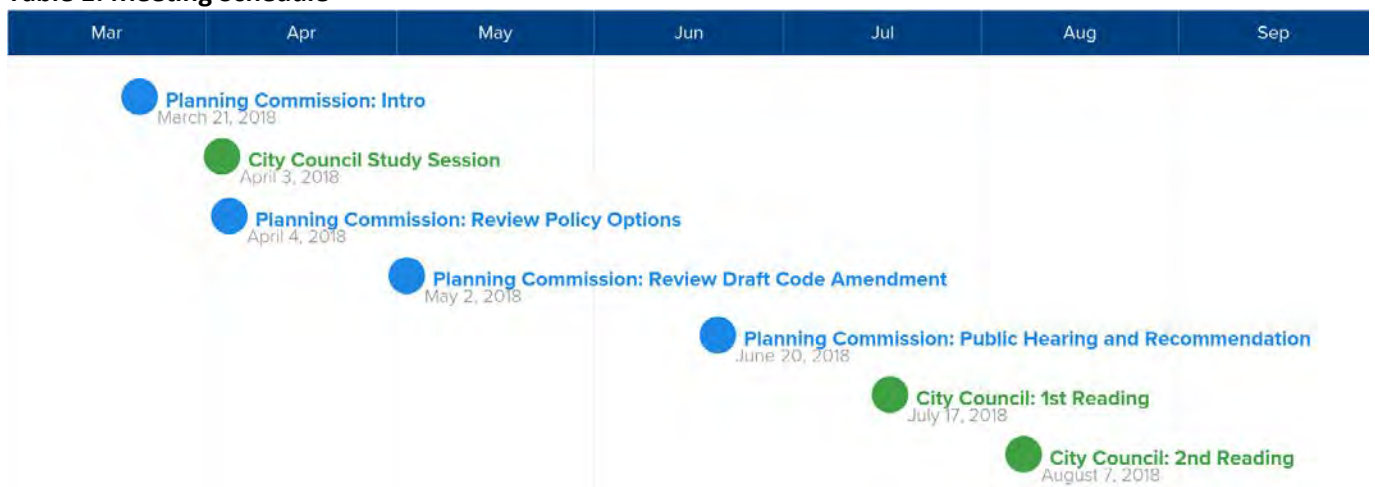 Mar Apr May Jun Jul Aug Sep
Planning Commission: Intro
March 21, 2018
City Council Study Session
April 3, 2018
Planning Commission: Review Policy Options
April 4, 2018
Planning Commission: Review Draft Code Amendment
May 2, 2018
Planning Commission: Public Hearing and Recommendation
June 20, 2018
City Council: 1st Reading
July 17, 2018
City Council: 2nd Reading
August 7, 2018